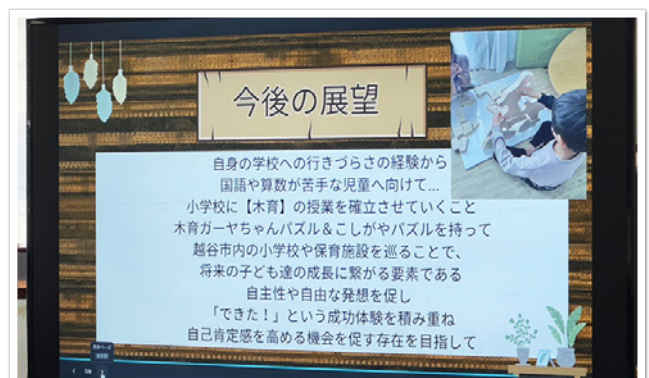 今後の展望
自身の学校への行きづらさの経験から
国語や算数が苦手な児童へ向けて…
小学校に【木育】の授業を確立させていくこと
木育ガーヤちゃんパズル＆こしがやパズルを持って
越谷市内の小学校や保育施設を巡ることで、
将来の子ども達の成長に繋がる要素である
自主性や自由な発想を促し
「できた！」という成功体験を積み重ね
自己肯定感を高める機会を促す存在を目指して